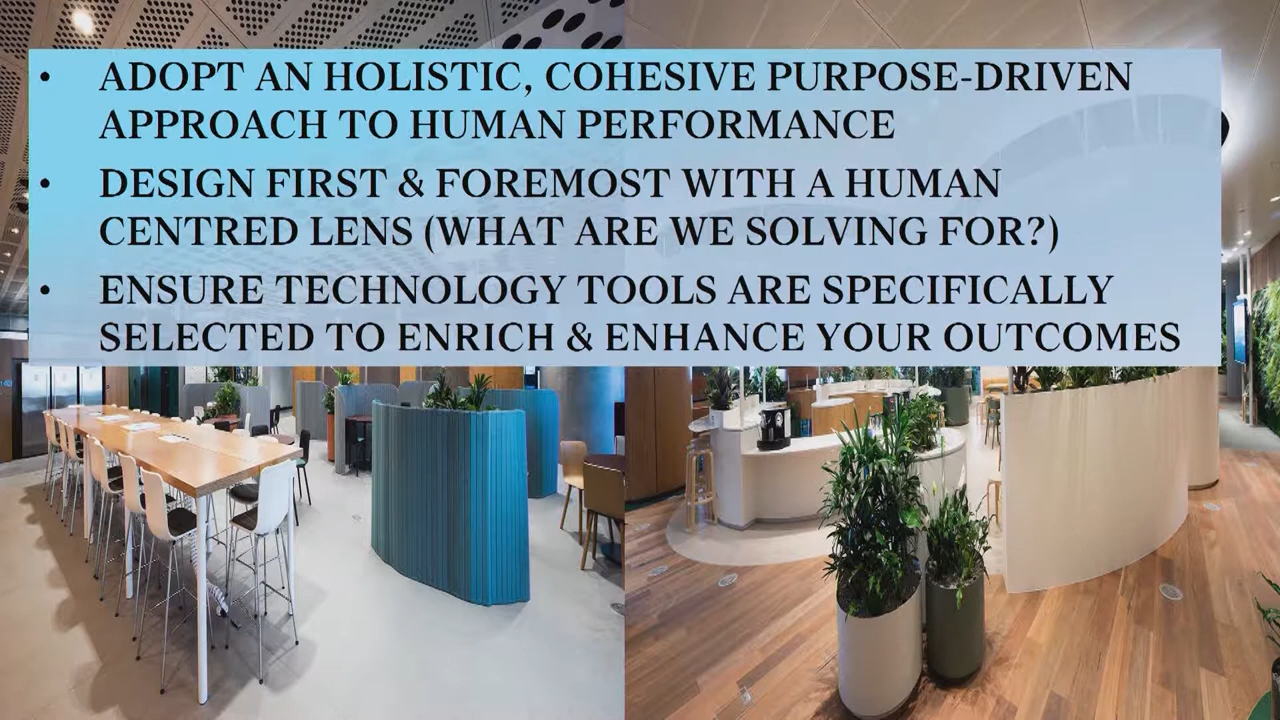 • ADOPT AN HOLISTIC, COHESIVE PURPOSE-DRIVEN
APPROACH TO HUMAN PERFORMANCE
• DESIGN FIRST & FOREMOST WITH A HUMAN
CENTRED LENS (WHAT ARE WE SOLVING FOR?)
• ENSURE TECHNOLOGY TOOLS ARE SPECIFICALLY
SELECTED TO ENRICH & ENHANCE YOUR OUTCOMES